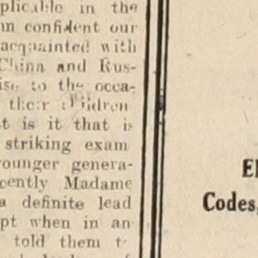 plicable in the
confident our
acquainted with
China and Rus-
to the occa-
their children
t is it that is
striking exam
younger genera-
cently Madame
a definite lead
pt when in an
told them
El
Codes,